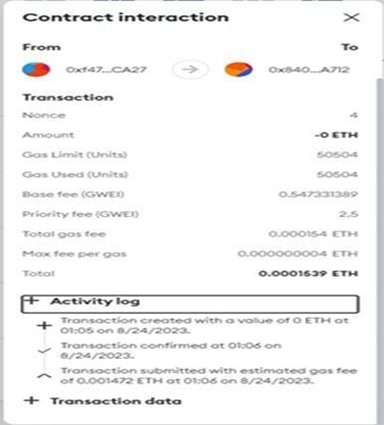 Contract interaction
From To
0xf47...CA27 0x840...A712
Transaction
Nonce 4
Amount -0 ETH
Gas Limit (Units) 50504
Gas Used (Units) 50504
Base fee (GWEI) 0.547331389
Priority fee (GWEI) 2.5
Total gas fee 0.000154 ETH
Max fee per gas 0.000000004 ETH
Total 0.0001539 ETH
+ Activity log
Transaction created with a value of 0 ETH at
01:05 on 8/24/2023.
Transaction confirmed at 01:06 on
8/24/2023.
Transaction submitted with estimated gas fee
of 0.001472 ETH at 01:06 on 8/24/2023.
+ Transaction data